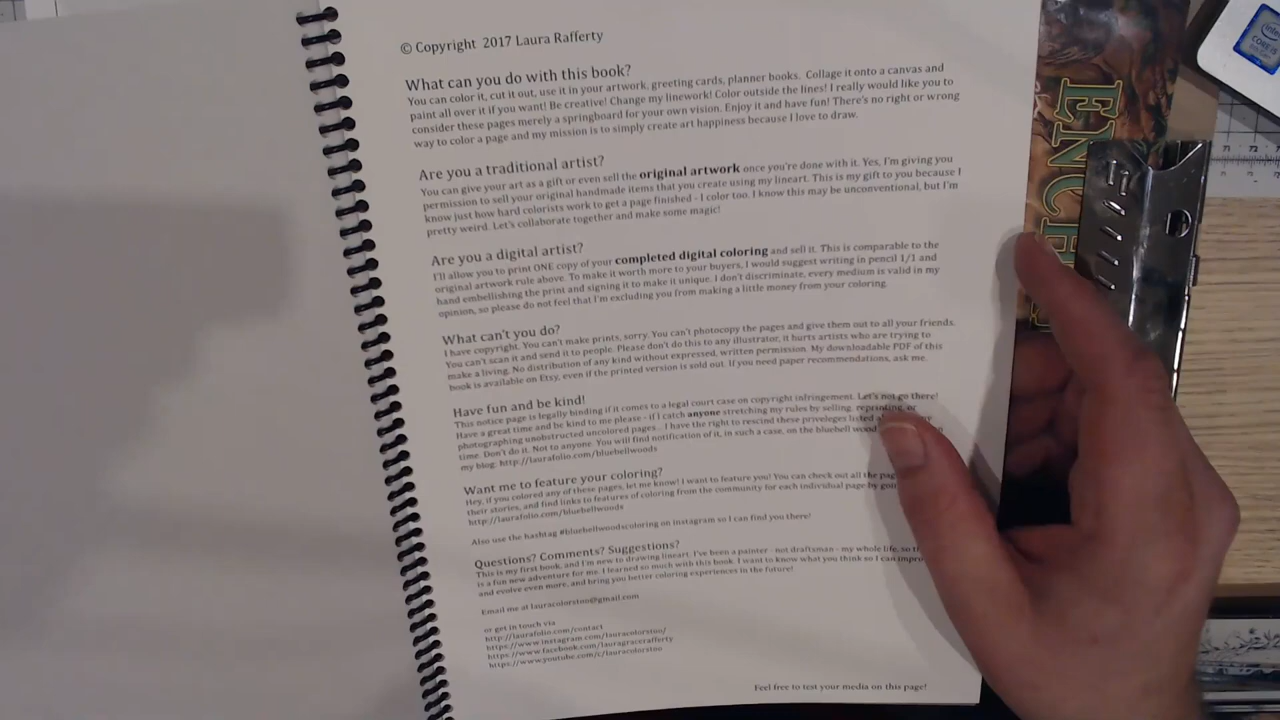 © Copyright 2017 Laura Rafferty
What can you do with this book?
You can color it, cut it out, use it in your artwork, greeting cards, planner books. Collage it onto a canvas and
paint all over it if you want! Be creative! Change my linework! Color outside the lines! I really would like you to
consider these pages merely a springboard for your own vision. Enjoy it and have fun! There's no right or wrong
way to color a page and my mission is to simply create art happiness because I love to draw.
Are you a traditional artist?
You can give your art as a gift or even sell the original artwork once you're done with it. Yes, I'm giving you
permission to sell your original handmade items that you create using my lineart. This is my gift to you because I
know just how hard colorists work to get a page finished - I color too. I know this may be unconventional, but I'm
pretty weird. Let's collaborate together and make some magic!
Are you a digital artist?
I'll allow you to print ONE copy of your completed digital coloring and sell it. This is comparable to the
original artwork rule above. To make it worth more to your buyers, I would suggest writing in pencil 1/1 and
hand embellishing the print and signing it to make it unique. I don't discriminate, every medium is valid in my
opinion, so please do not feel that I'm excluding you from making a little money from your coloring.
What can't you do?
I have copyright. You can't make prints, sorry. You can't photocopy the pages and give them out to all your friends.
You can't scan it and send it to people. Please don't do this to any illustrator, it hurts artists who are trying to
make a living. No distribution of any kind without expressed, written permission. My downloadable PDF of this
book is available on Etsy, even if the printed version is sold out. If you need paper recommendations, ask me.
Have fun and be kind!
This notice page is legally binding if it comes to a legal court case on copyright infringement. Let's not go there!
Have a great time and be kind to me please - if I catch anyone stretching my rules by selling, reprinting, or
photographing unobstructed uncolored pages... I have the right to rescind these priveleges listed
time. Don't do it. Not to anyone. You will find notification of it, in such a case, on the bluebell wood
my blog: http://laurafolio.com/bluebellwoods
Want me to feature your coloring?
Hey, if you colored any of these pages, let me know! I want to feature you! You can check out all the
their stories, and find links to features of coloring from the community for each individual page by
http://laurafolio.com/bluebellwoods
Also use the hashtag #bluebellwoodscoloring on instagram so I can find you there!
Questions? Comments? Suggestions?
This is my first book, and I'm new to drawing lineart. I've been a painter - not draftsman - my whole life, so
is a fun new adventure for me. I learned so much with this book. I want to know what you think so I can
and evolve even more, and bring you better coloring experiences in the future!
Email me at lauracolorstoo@gmail.com
or get in touch via
http://laurafolio.com/contact
https://www.instagram.com/lauracolorstoo/
https://www.facebook.com/lauragracerafferty
https://www.youtube.com/c/lauracolorstoo
Feel free to test your media on this page!
intel
CORE i5
71
72